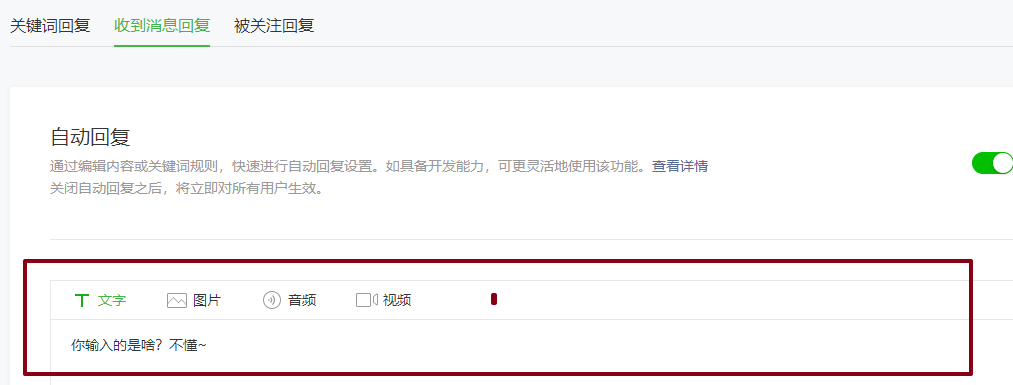 关键词回复 收到消息回复 被关注回复
自动回复
通过编辑内容或关键词规则，快速进行自动回复设置。如具备开发能力，可更灵活地使用该功能。查看详情
关闭自动回复之后，将立即对所有用户生效。
文字 图片 音频 视频
你输入的是啥？不懂~